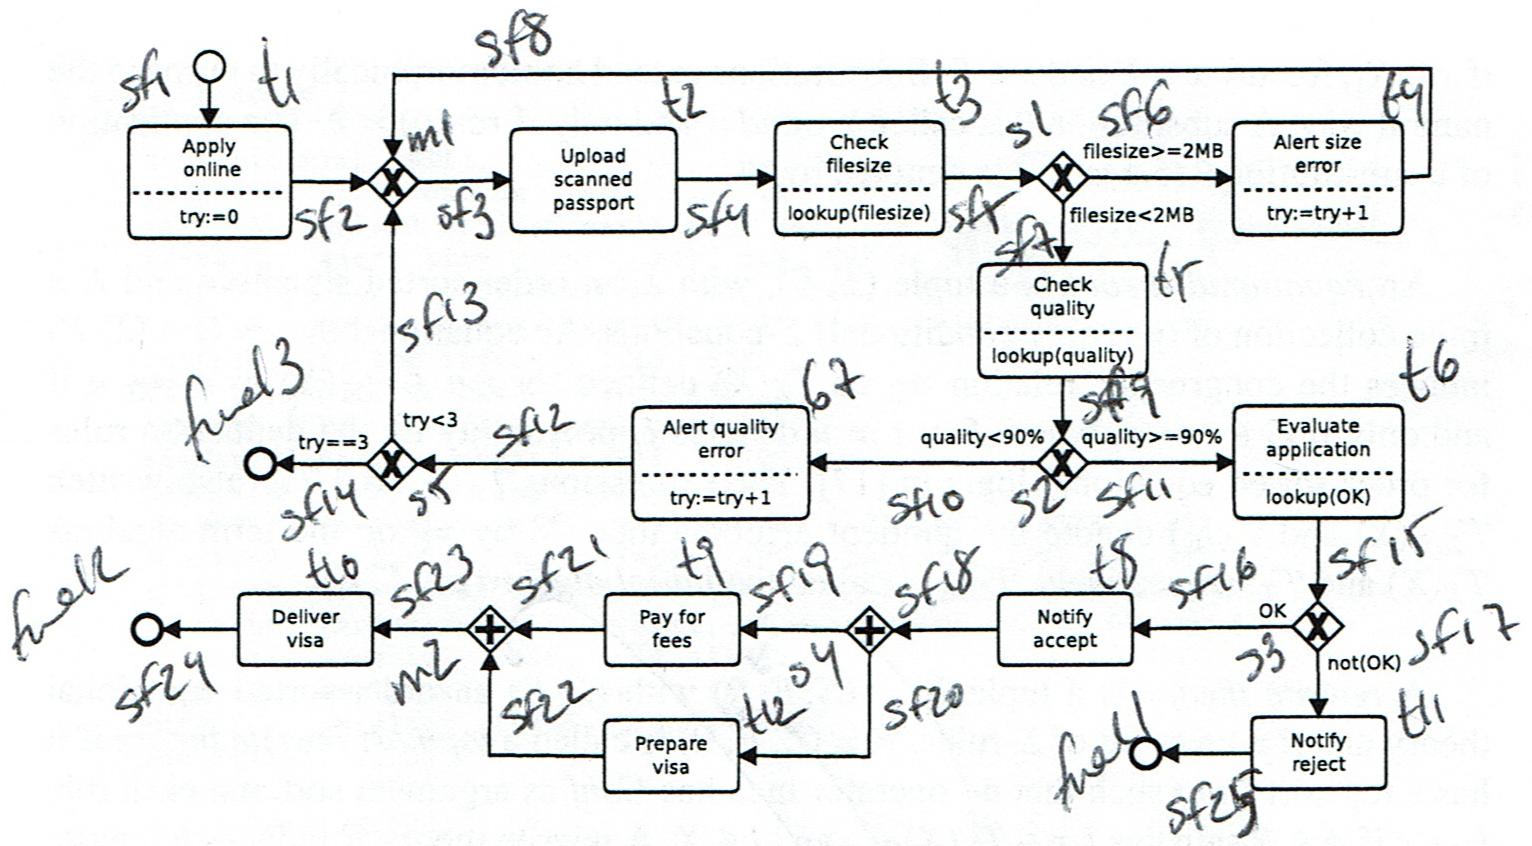 sf8
sf1
t1
t2
t3
t4
m1
s1
sf6
Apply
online
try:=0
sf2
sf3
Upload
scanned
passport
sf4
Check
filesize
lookup(filesize)
sf5
filesize>=2MB
filesize<2MB
Alert size
error
try:=try+1
sf7
t5
Check
quality
lookup(quality)
sf13
final3
try==3
try<3
sf14
s5
sf12
t7
Alert quality
error
try:=try+1
quality<90%
sf9
quality>=90%
sf10
s2
sf11
t6
Evaluate
application
lookup(OK)
sf15
final2
sf24
t10
Deliver
visa
sf23
m2
sf21
sf22
t9
Pay for
fees
sf19
s4
sf18
t8
Notify
accept
sf16
OK
s3
not(OK)
sf17
t12
Prepare
visa
sf20
final1
sf25
t11
Notify
reject